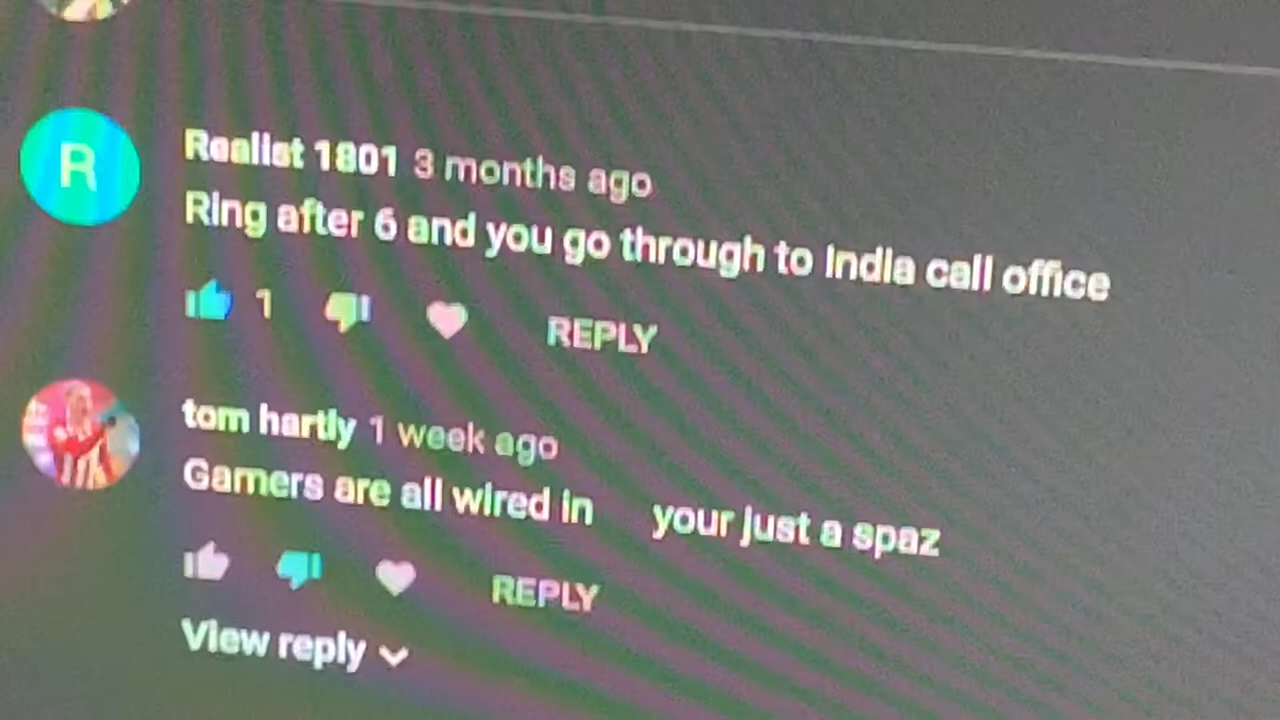 R
Realist 1801 3 months ago
Ring after 6 and you go through to India call office
1 REPLY
tom hartly 1 week ago
Gamers are all wired in your just a spaz
REPLY
View reply